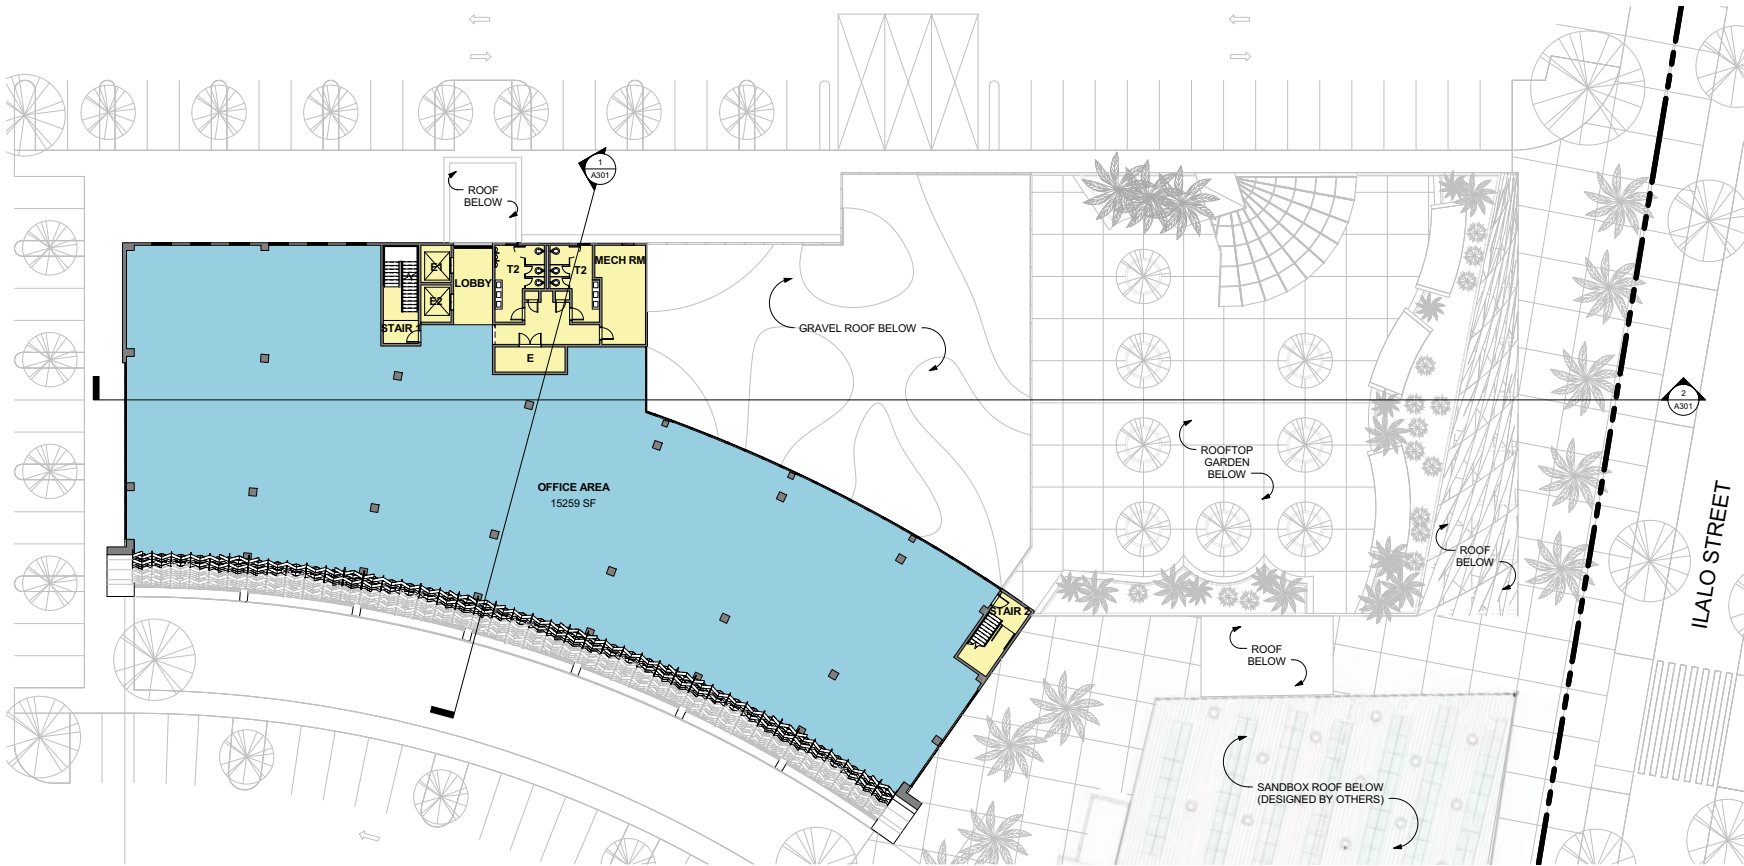 1
A301
ROOF
BELOW
E1
E2
LOBBY
T2
T2
MECH RM
STAIR 1
E
GRAVEL ROOF BELOW
2
A301
ROOFTOP
GARDEN
BELOW
OFFICE AREA
15259 SF
ILALO STREET
ROOF
BELOW
STAIR 2
ROOF
BELOW
SANDBOX ROOF BELOW
(DESIGNED BY OTHERS)